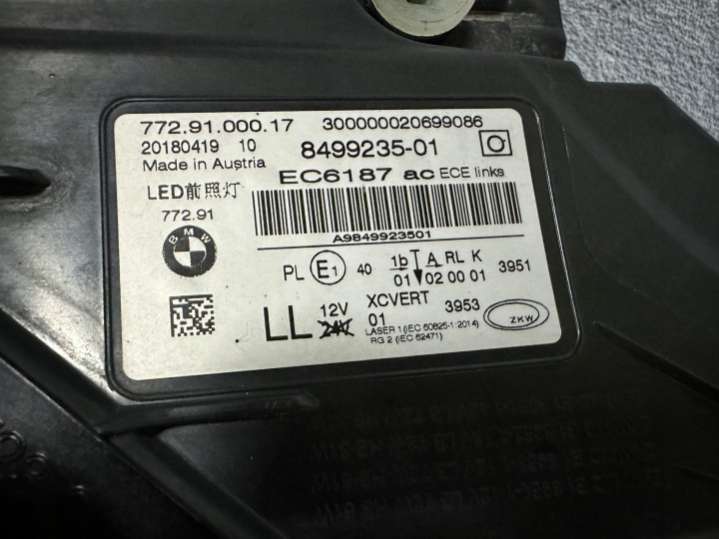 772.91.000.17 300000020699086
20180419 10 8499235-01
Made in Austria EC6187 ac ECE links
LED前照灯
772.91
A9849923501
BMW
PL E1 40 1b A RL K 3951
01 02 00 01
LL 12V XCVERT 3953
24V 01 ZKW
LASER 1 (IEC 60825-1:2014)
RG 2 (IEC 62471)